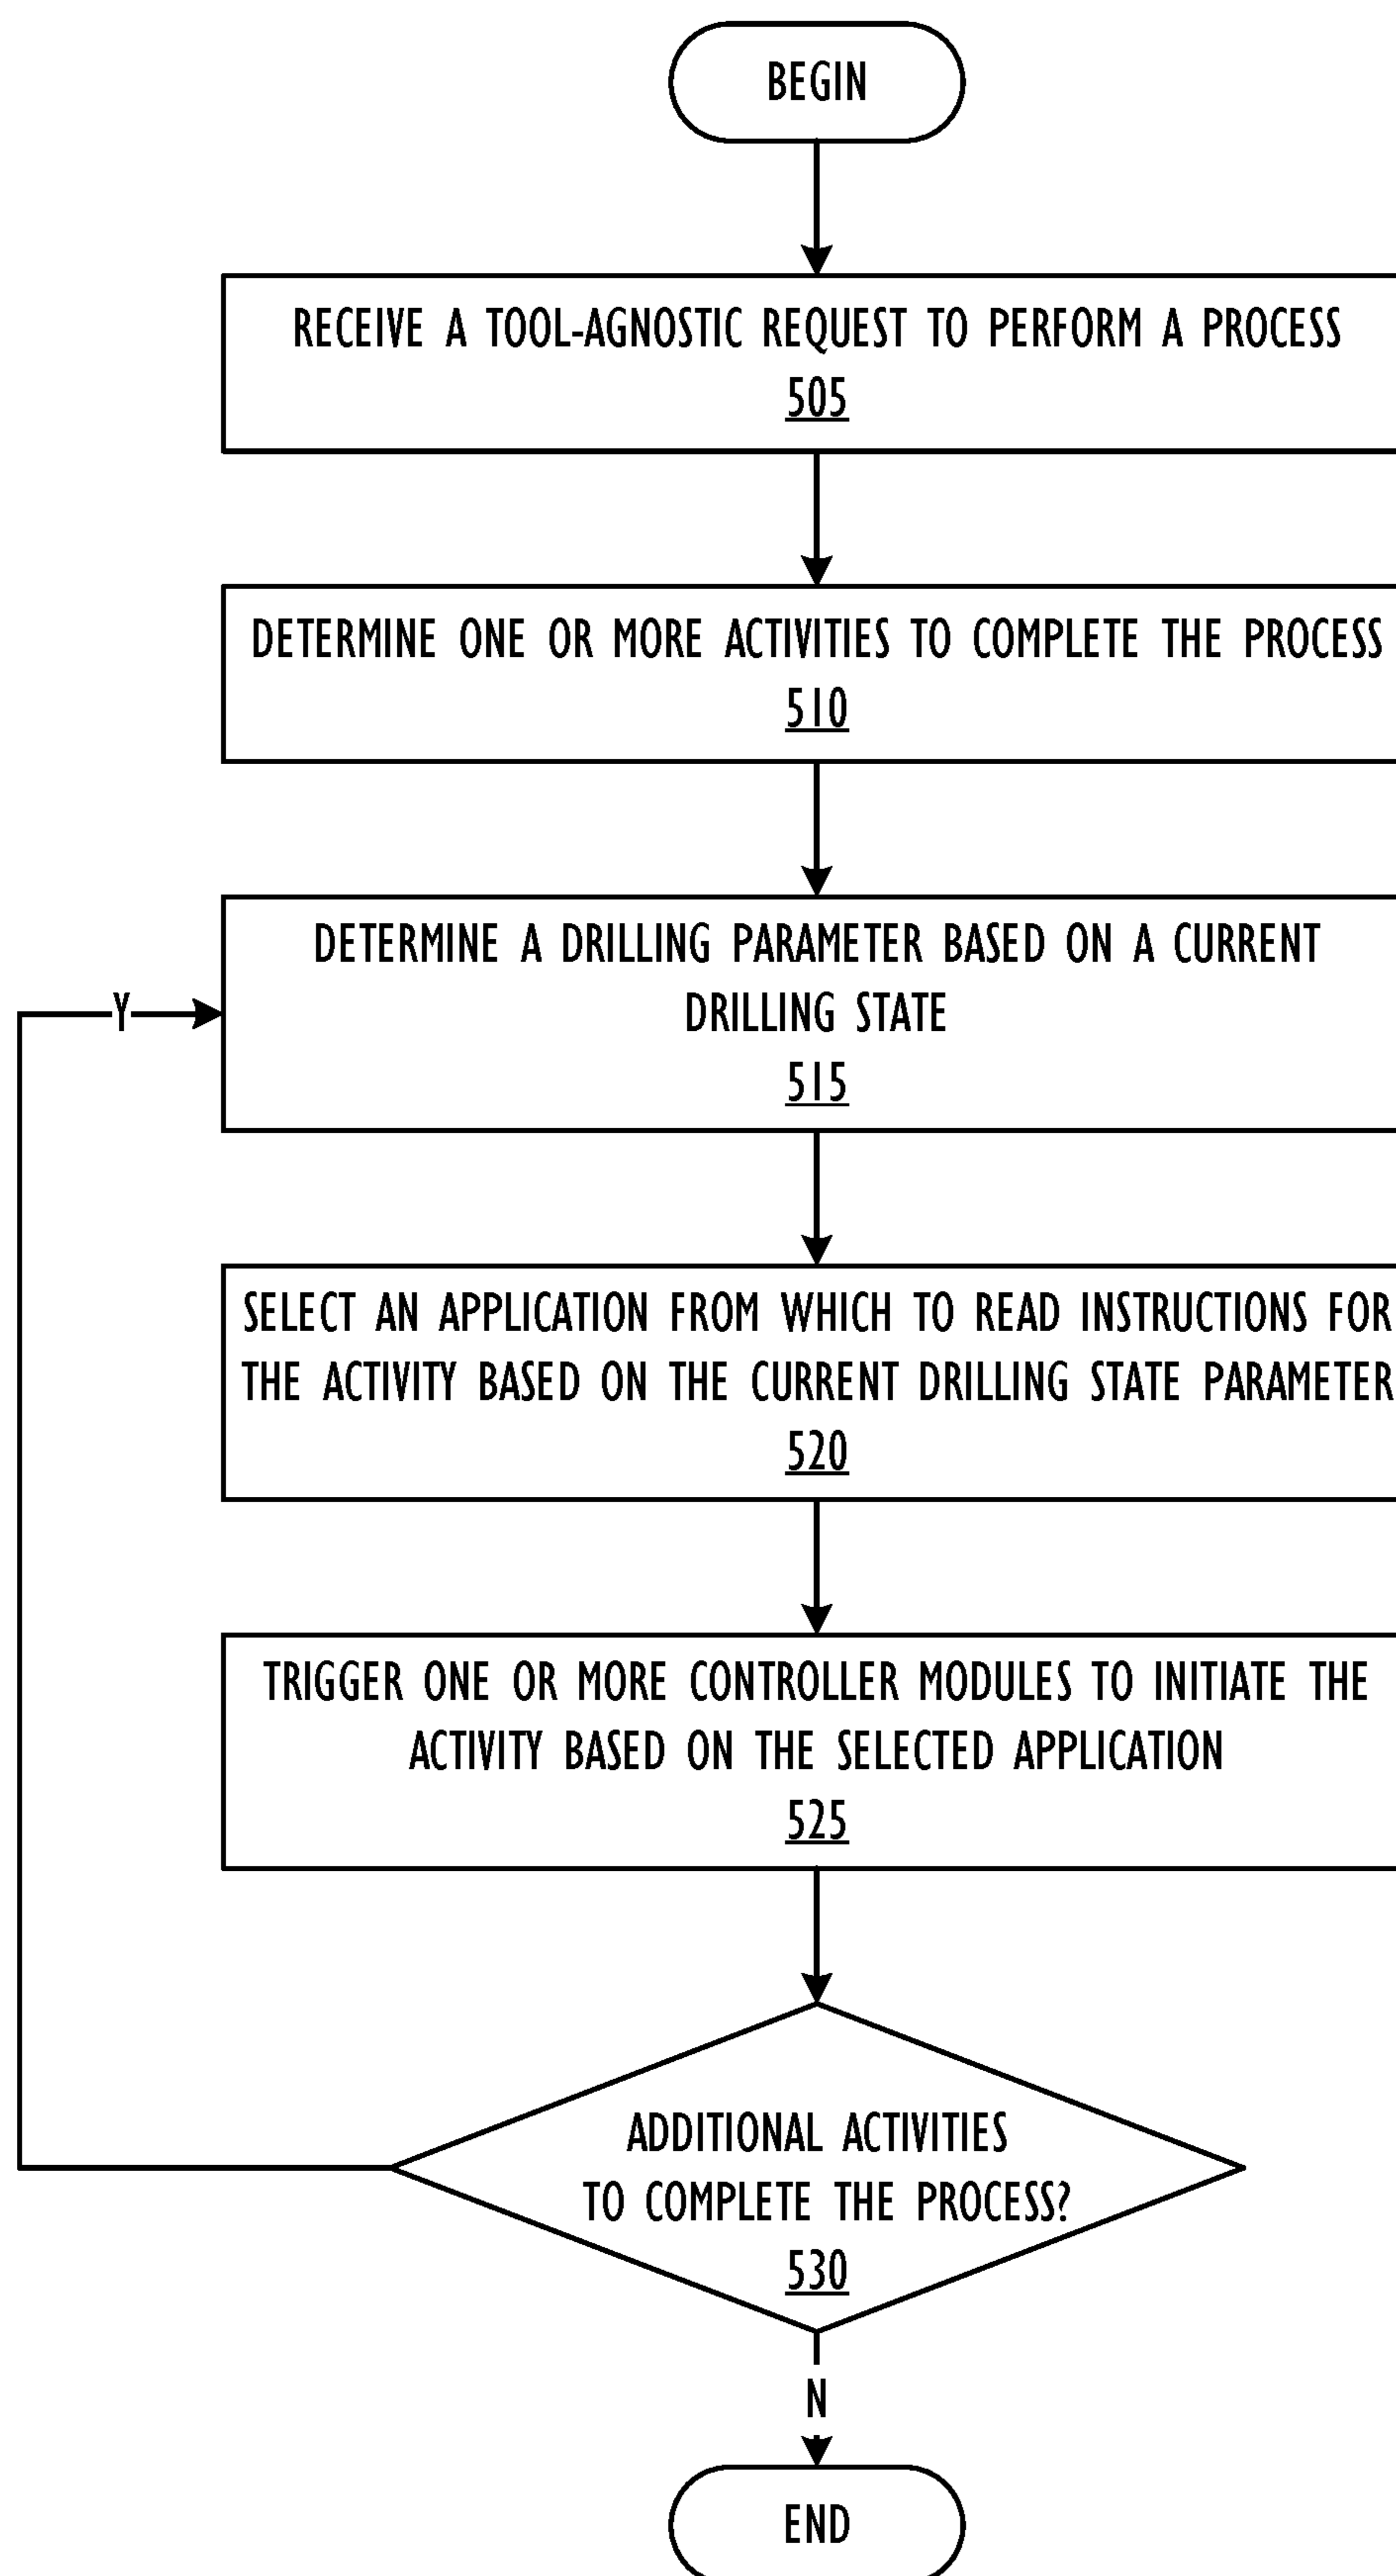 BEGIN
RECEIVE A TOOL-AGNOSTIC REQUEST TO PERFORM A PROCESS
505
DETERMINE ONE OR MORE ACTIVITIES TO COMPLETE THE PROCESS
510
DETERMINE A DRILLING PARAMETER BASED ON A CURRENT
DRILLING STATE
515
Y
SELECT AN APPLICATION FROM WHICH TO READ INSTRUCTIONS FOR
THE ACTIVITY BASED ON THE CURRENT DRILLING STATE PARAMETER
520
TRIGGER ONE OR MORE CONTROLLER MODULES TO INITIATE THE
ACTIVITY BASED ON THE SELECTED APPLICATION
525
ADDITIONAL ACTIVITIES
TO COMPLETE THE PROCESS?
530
N
END